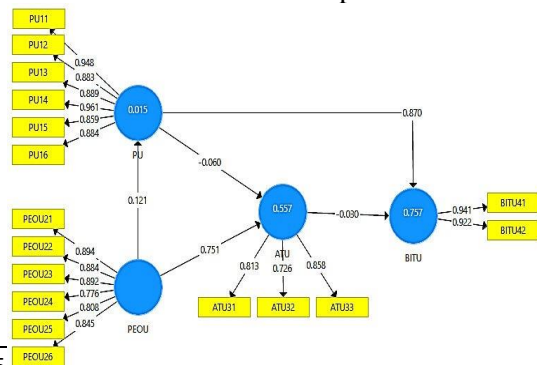 PU11
PU12
PU13
PU14
PU15
PU16
0.948
0.883
0.889
0.961
0.859
0.884
0.015
PU
0.870
-0.060
0.121
0.557
ATU
-0.030
0.757
BITU
0.941
0.922
BITU41
BITU42
0.751
0.813
0.726
0.858
ATU31
ATU32
ATU33
PEOU21
PEOU22
PEOU23
PEOU24
PEOU25
PEOU26
0.894
0.884
0.892
0.776
0.808
0.845
PEOU